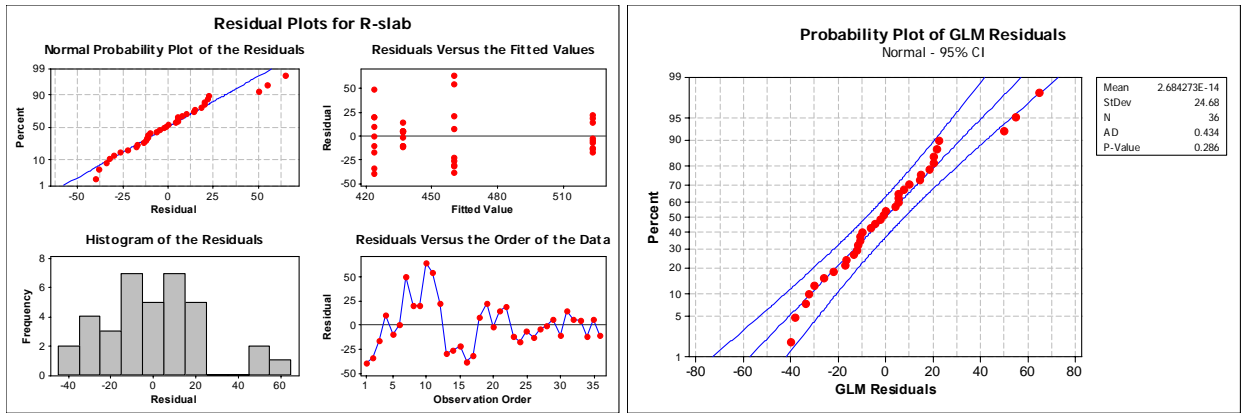 Residual Plots for R-slab
Normal Probability Plot of the Residuals
99
90
50
10
1
Percent
-50
-25
0
25
50
Residual
Residuals Versus the Fitted Values
50
25
0
-25
-50
Residual
420
450
480
510
Fitted Value
Histogram of the Residuals
8
6
4
2
0
Frequency
-40
-20
0
20
40
60
Residual
Residuals Versus the Order of the Data
50
25
0
-25
-50
Residual
1
5
10
15
20
25
30
35
Observation Order
Probability Plot of GLM Residuals
Normal - 95% CI
99
95
90
80
70
60
50
40
30
20
10
5
1
Percent
-80
-60
-40
-20
0
20
40
60
80
GLM Residuals
Mean 2.684273E-14
StDev 24.68
N 36
AD 0.434
P-Value 0.286